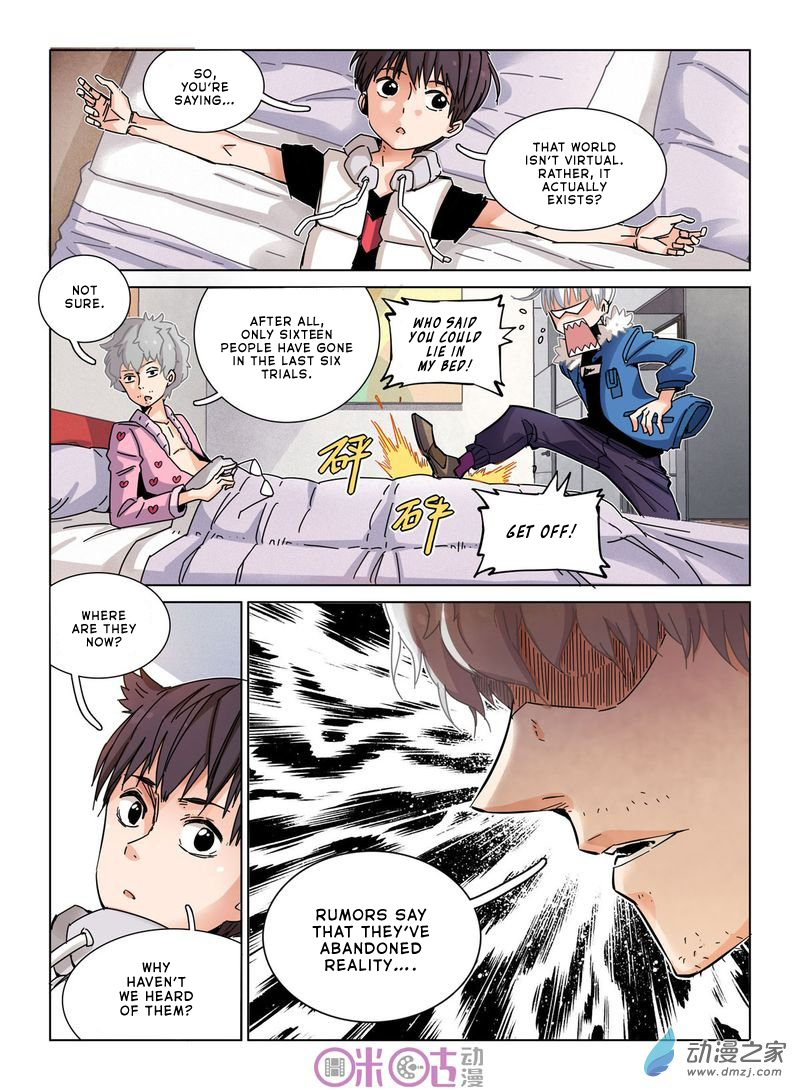 SO,
YOU'RE
SAYING...
THAT WORLD
ISN'T VIRTUAL.
RATHER, IT
ACTUALLY
EXISTS?
NOT
SURE.
AFTER ALL,
ONLY SIXTEEN
PEOPLE HAVE GONE
IN THE LAST SIX
TRIALS.
WHO SAID
YOU COULD
LIE IN
MY BED!
砰
砰
GET OFF!
WHERE
ARE THEY
NOW?
WHY
HAVEN'T
WE HEARD
OF THEM?
RUMORS SAY
THAT THEY'VE
ABANDONED
REALITY....
咪咕动漫
动漫之家
www.dmzj.com